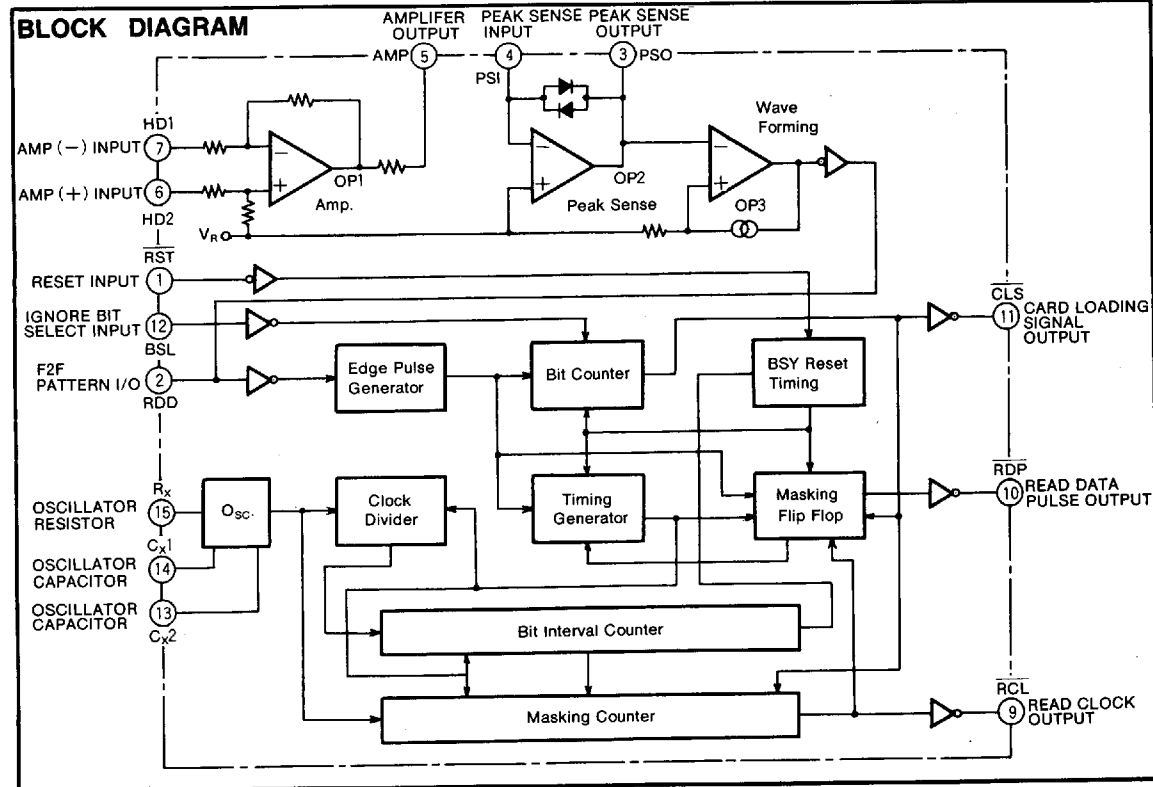 BLOCK DIAGRAM
AMPLIFER
OUTPUT
AMP
5
PEAK SENSE
INPUT
4
PSI
PEAK SENSE
OUTPUT
3
PSO
HD1
AMP (−) INPUT
7
AMP (+) INPUT
6
HD2
−
+
OP1
Amp.
VR
−
+
OP2
Peak Sense
Wave
Forming
−
+
OP3
RST
RESET INPUT
1
IGNORE BIT
SELECT INPUT
12
BSL
F2F
PATTERN I/O
2
RDD
Edge Pulse
Generator
Bit Counter
BSY Reset
Timing
CLS
11
CARD LOADING
SIGNAL
OUTPUT
Rx
OSCILLATOR
RESISTOR
15
Osc.
Clock
Divider
Timing
Generator
Masking
Flip Flop
RDP
10
READ DATA
PULSE OUTPUT
Cx1
OSCILLATOR
CAPACITOR
14
OSCILLATOR
CAPACITOR
13
Cx2
Bit Interval Counter
Masking Counter
RCL
9
READ CLOCK
OUTPUT